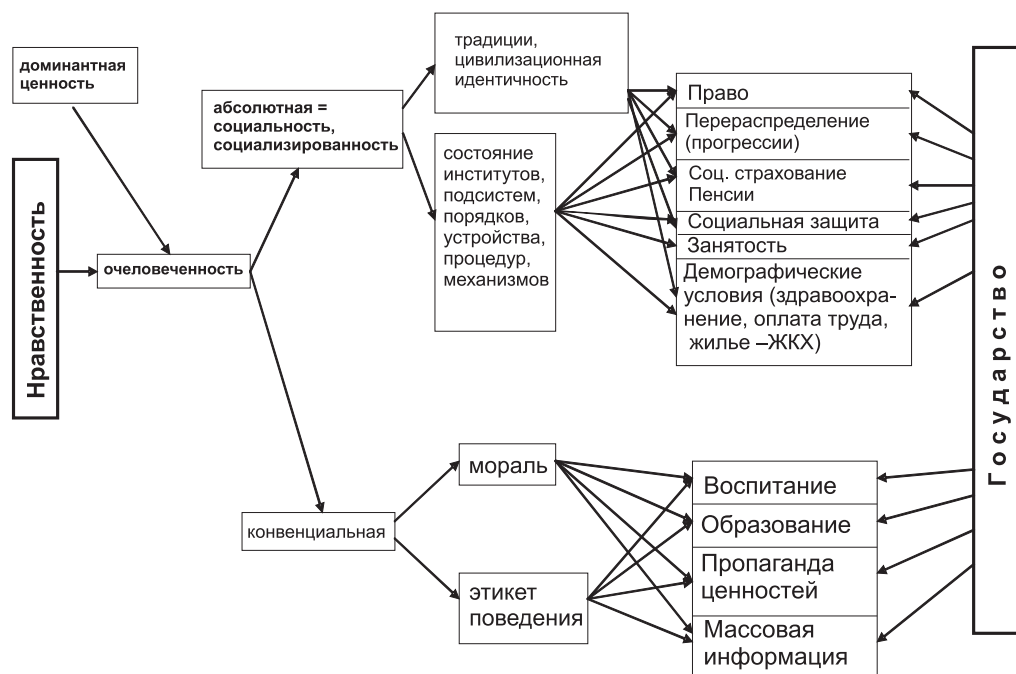 доминантная
ценность
Нравственность
очеловеченность
абсолютная =
социальность,
социализированность
традиции,
цивилизационная
идентичность
состояние
институтов,
подсистем,
порядков,
устройства,
процедур,
механизмов
Право
Перераспределение
(прогрессии)
Соц. страхование
Пенсии
Социальная защита
Занятость
Демографические
условия (здравоохра-
нение, оплата труда,
жилье –ЖКХ)
Государство
конвенциальная
мораль
этикет
поведения
Воспитание
Образование
Пропаганда
ценностей
Массовая
информация